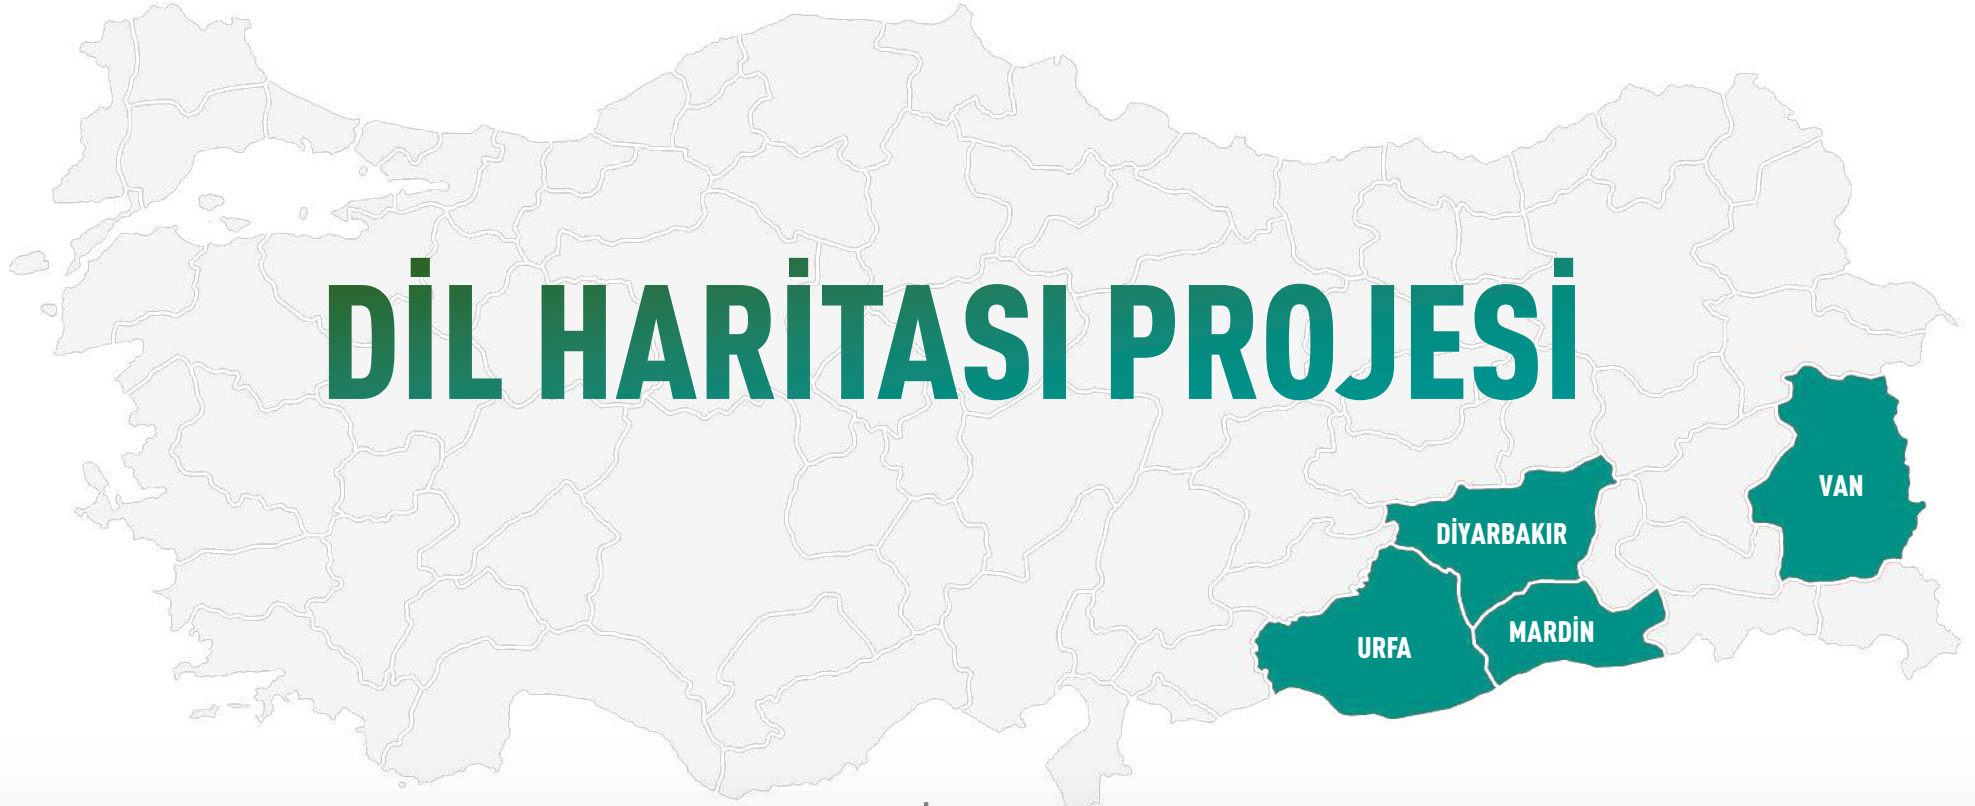 DİL HARİTASI PROJESİ
VAN
DİYARBAKIR
URFA
MARDİN